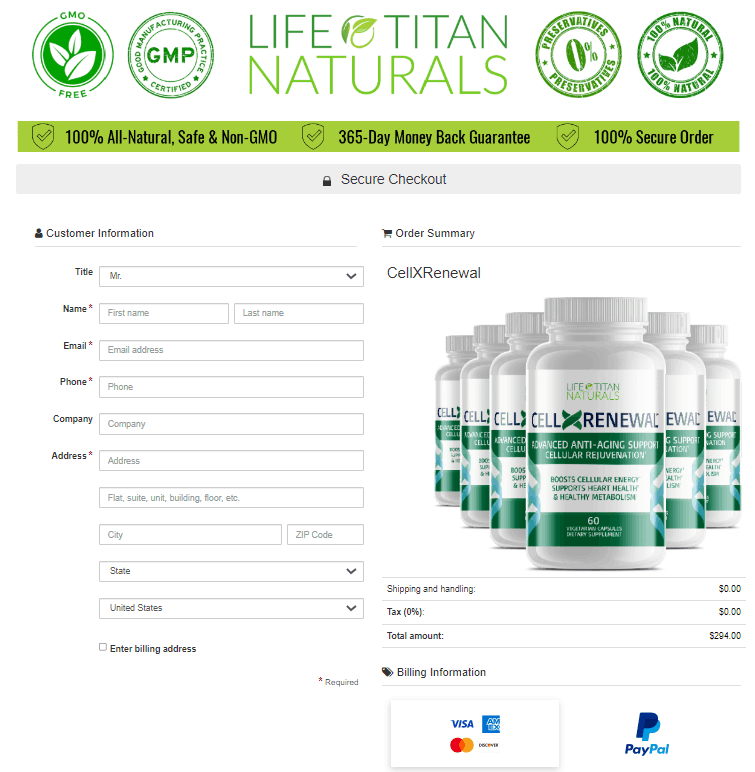 GMO
FREE
GOOD MANUFACTURING PRACTICE
GMP
CERTIFIED
LIFE TITAN
NATURALS
PRESERVATIVES
0%
PRESERVATIVES
100% NATURAL
100% NATURAL
100% All-Natural, Safe & Non-GMO
365-Day Money Back Guarantee
100% Secure Order
Secure Checkout
Customer Information
Title
Mr.
Name *
First name
Last name
Email *
Email address
Phone *
Phone
Company
Company
Address *
Address
Flat, suite, unit, building, floor, etc.
City
ZIP Code
State
United States
Enter billing address
* Required
Order Summary
CellXRenewal
LIFE TITAN
NATURALS
CELLXRENEWAL
ADVANCED ANTI-AGING SUPPORT
CELLULAR REJUVENATION
BOOSTS CELLULAR ENERGY
SUPPORTS HEART HEALTH
& HEALTHY METABOLISM
60
VEGETARIAN CAPSULES
DIETARY SUPPLEMENT
Shipping and handling:
$0.00
Tax (0%):
$0.00
Total amount:
$294.00
Billing Information
VISA
AMEX
DISCOVER
PayPal